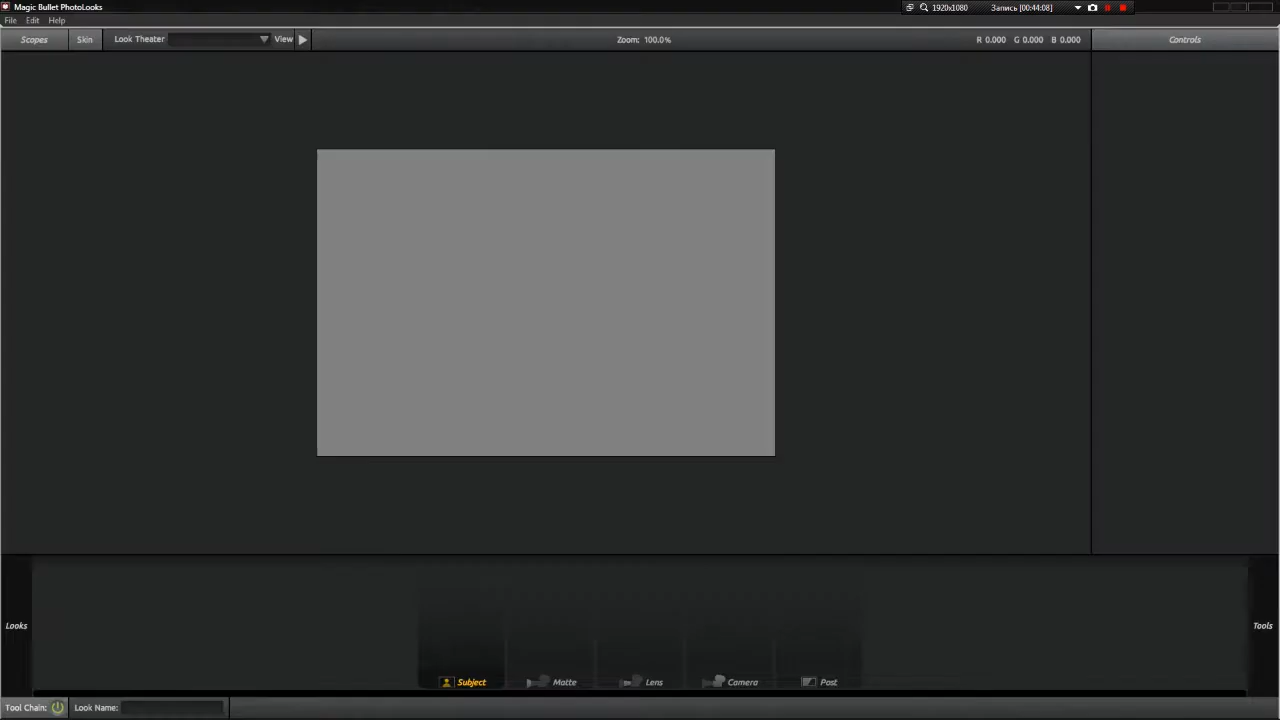 Magic Bullet PhotoLooks
1920x1080 Запись [00:44:08]
File Edit Help
Scopes Skin Look Theater View Zoom: 100.0% R 0.000 G 0.000 B 0.000 Controls
Looks Tools
Subject Matte Lens Camera Post
Tool Chain: Look Name: